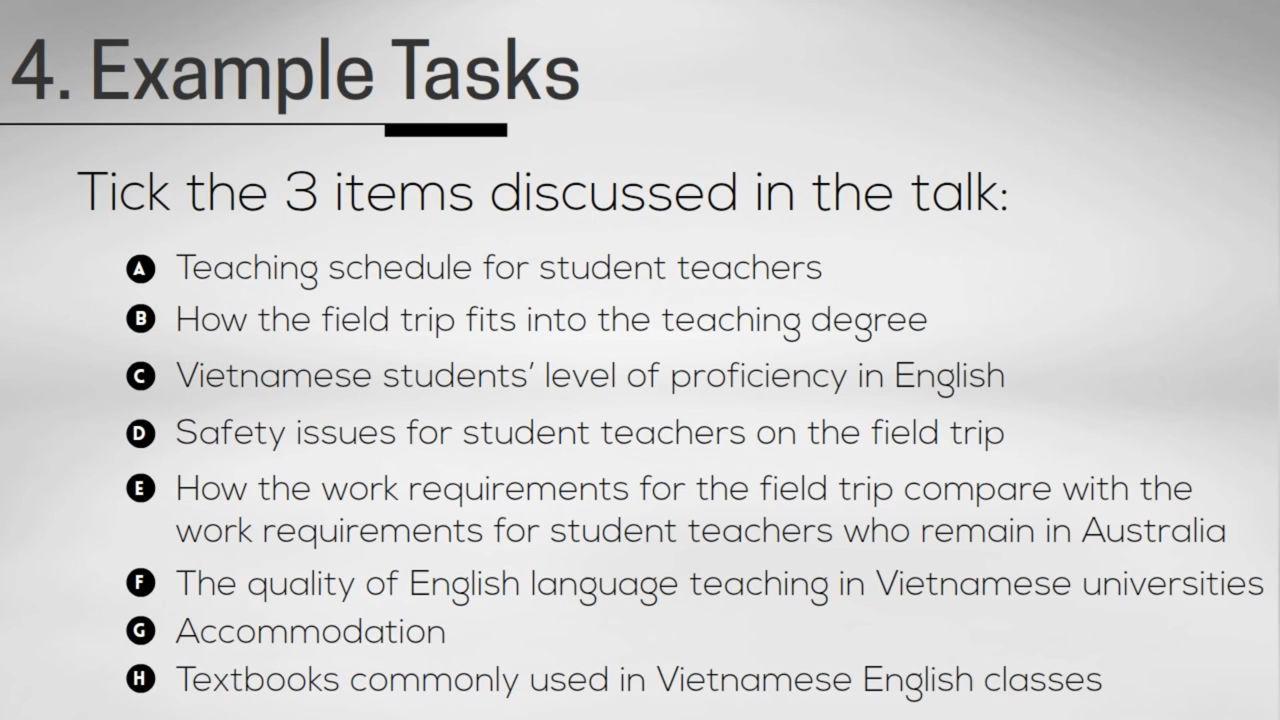 4. Example Tasks
Tick the 3 items discussed in the talk:
A Teaching schedule for student teachers
B How the field trip fits into the teaching degree
C Vietnamese students' level of proficiency in English
D Safety issues for student teachers on the field trip
E How the work requirements for the field trip compare with the
work requirements for student teachers who remain in Australia
F The quality of English language teaching in Vietnamese universities
G Accommodation
H Textbooks commonly used in Vietnamese English classes